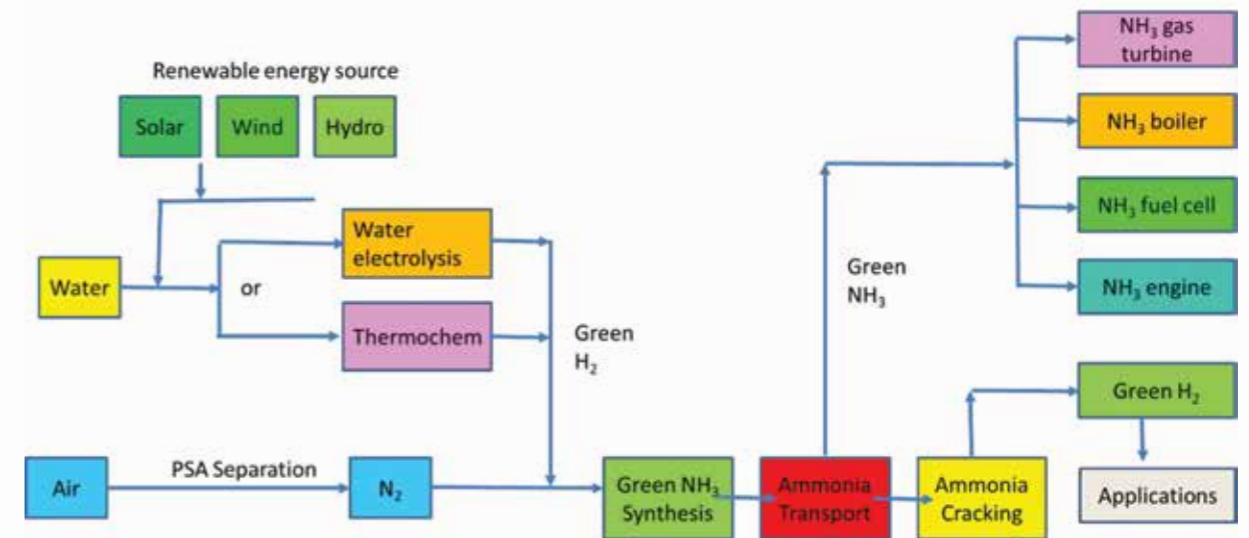 Renewable energy source
Solar
Wind
Hydro
Water
or
Water
electrolysis
Thermochem
Green
H₂
Air
PSA Separation
N₂
Green NH₃
Synthesis
Ammonia
Transport
Ammonia
Cracking
Green
NH₃
NH₃ gas
turbine
NH₃ boiler
NH₃ fuel cell
NH₃ engine
Green H₂
Applications